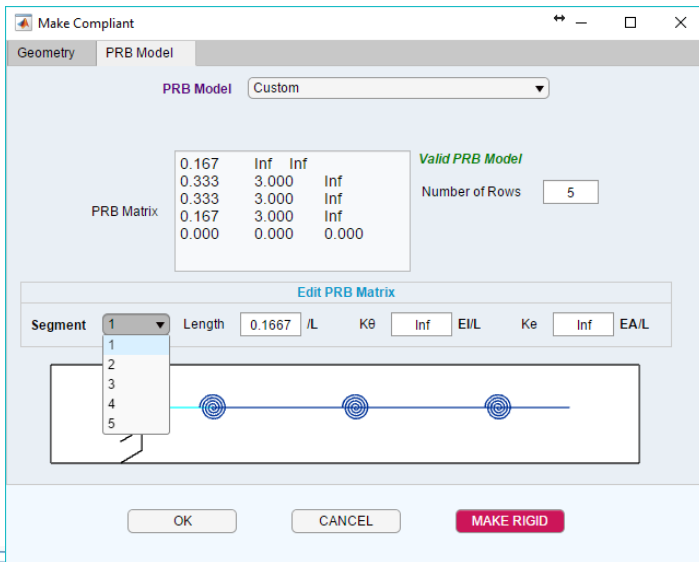 Make Compliant
Geometry PRB Model
PRB Model Custom
Valid PRB Model
Number of Rows 5
PRB Matrix
0.167 Inf Inf
0.333 3.000 Inf
0.333 3.000 Inf
0.167 3.000 Inf
0.000 0.000 0.000
Edit PRB Matrix
Segment 1 Length 0.1667 /L Kθ Inf EI/L Ke Inf EA/L
1
2
3
4
5
OK CANCEL MAKE RIGID